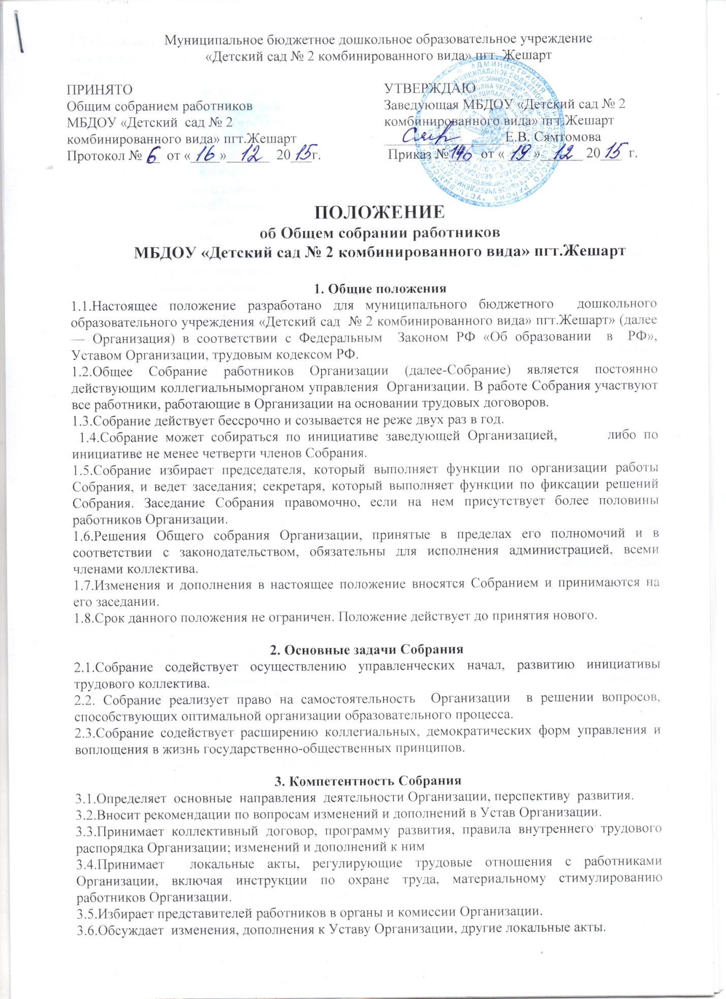 Муниципальное бюджетное дошкольное образовательное учреждение
«Детский сад № 2 комбинированного вида» пгт. Жешарт
ПРИНЯТО
Общим собранием работников
МБДОУ «Детский сад № 2
комбинированного вида» пгт.Жешарт
Протокол № 6 от «16» 12 2015г.
УТВЕРЖДАЮ
Заведующая МБДОУ «Детский сад № 2
комбинированного вида» пгт.Жешарт
Е.В. Сямтомова
Приказ №146 от «19» 12 2015 г.
ПОЛОЖЕНИЕ
об Общем собрании работников
МБДОУ «Детский сад № 2 комбинированного вида» пгт.Жешарт
1. Общие положения
1.1.Настоящее положение разработано для муниципального бюджетного дошкольного
образовательного учреждения «Детский сад № 2 комбинированного вида» пгт.Жешарт» (далее
— Организация) в соответствии с Федеральным Законом РФ «Об образовании в РФ»,
Уставом Организации, трудовым кодексом РФ.
1.2.Общее Собрание работников Организации (далее-Собрание) является постоянно
действующим коллегиальныморганом управления Организации. В работе Собрания участвуют
все работники, работающие в Организации на основании трудовых договоров.
1.3.Собрание действует бессрочно и созывается не реже двух раз в год.
1.4.Собрание может собираться по инициативе заведующей Организацией, либо по
инициативе не менее четверти членов Собрания.
1.5.Собрание избирает председателя, который выполняет функции по организации работы
Собрания, и ведет заседания; секретаря, который выполняет функции по фиксации решений
Собрания. Заседание Собрания правомочно, если на нем присутствует более половины
работников Организации.
1.6.Решения Общего собрания Организации, принятые в пределах его полномочий и в
соответствии с законодательством, обязательны для исполнения администрацией, всеми
членами коллектива.
1.7.Изменения и дополнения в настоящее положение вносятся Собранием и принимаются на
его заседании.
1.8.Срок данного положения не ограничен. Положение действует до принятия нового.
2. Основные задачи Собрания
2.1.Собрание содействует осуществлению управленческих начал, развитию инициативы
трудового коллектива.
2.2. Собрание реализует право на самостоятельность Организации в решении вопросов,
способствующих оптимальной организации образовательного процесса.
2.3.Собрание содействует расширению коллегиальных, демократических форм управления и
воплощения в жизнь государственно-общественных принципов.
3. Компетентность Собрания
3.1.Определяет основные направления деятельности Организации, перспективу развития.
3.2.Вносит рекомендации по вопросам изменений и дополнений в Устав Организации.
3.3.Принимает коллективный договор, программу развития, правила внутреннего трудового
распорядка Организации; изменений и дополнений к ним
3.4.Принимает локальные акты, регулирующие трудовые отношения с работниками
Организации, включая инструкции по охране труда, материальному стимулированию
работников Организации.
3.5.Избирает представителей работников в органы и комиссии Организации.
3.6.Обсуждает изменения, дополнения к Уставу Организации, другие локальные акты.